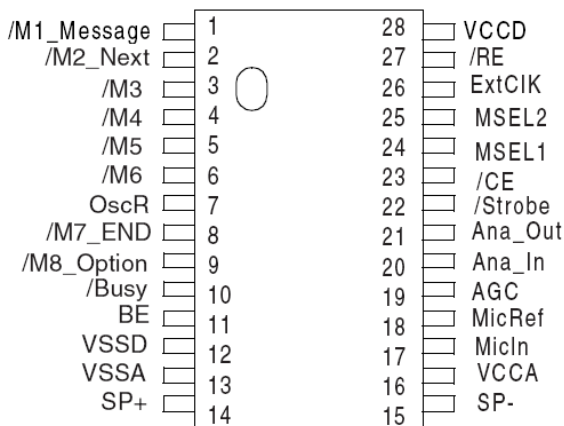 /M1_Message 1 28 VCCD
/M2_Next 2 27 /RE
/M3 3 26 ExtClK
/M4 4 25 MSEL2
/M5 5 24 MSEL1
/M6 6 23 /CE
OscR 7 22 /Strobe
/M7_END 8 21 Ana_Out
/M8_Option 9 20 Ana_In
/Busy 10 19 AGC
BE 11 18 MicRef
VSSD 12 17 MicIn
VSSA 13 16 VCCA
SP+ 14 15 SP-